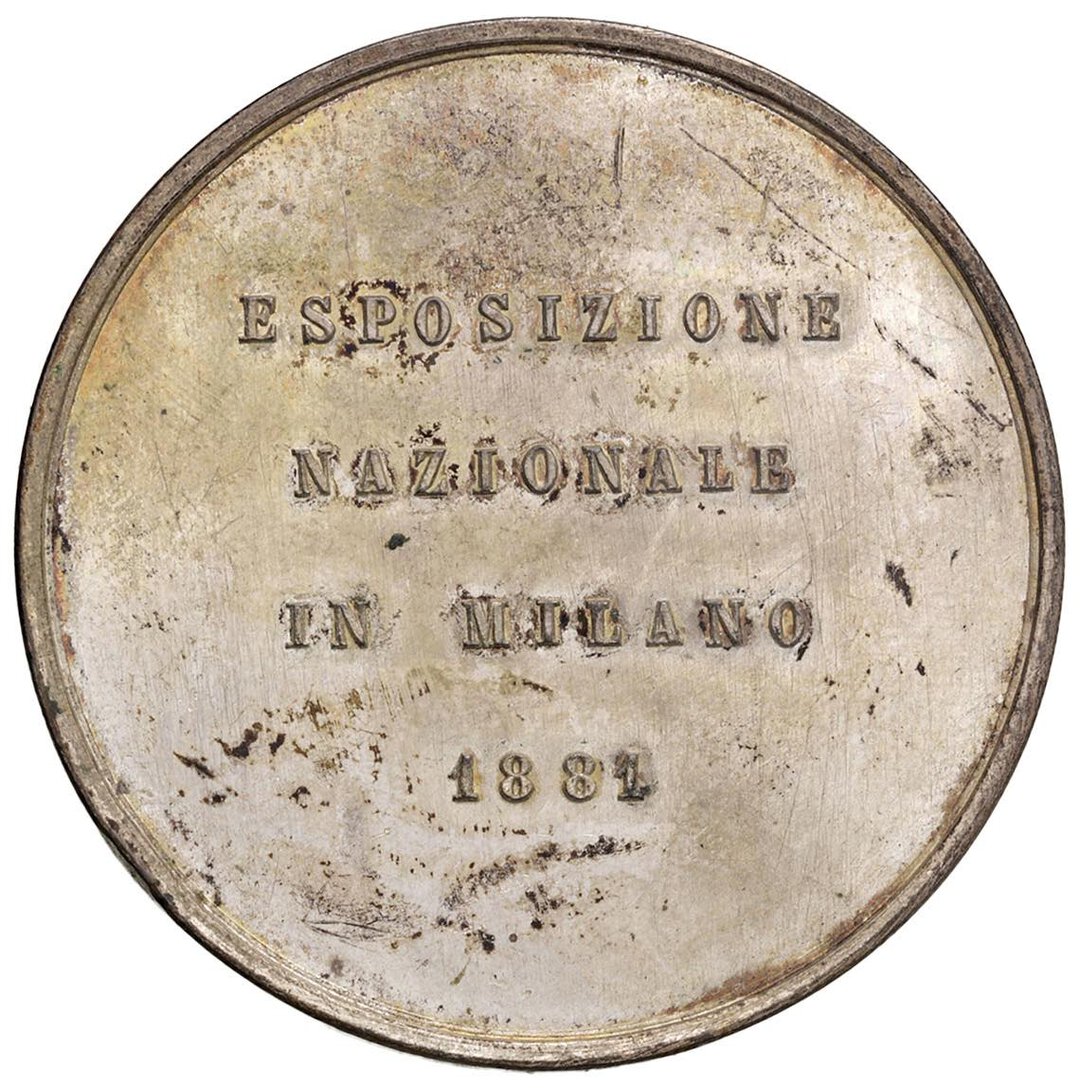 ESPOSIZIONE
NAZIONALE
IN MILANO
1881